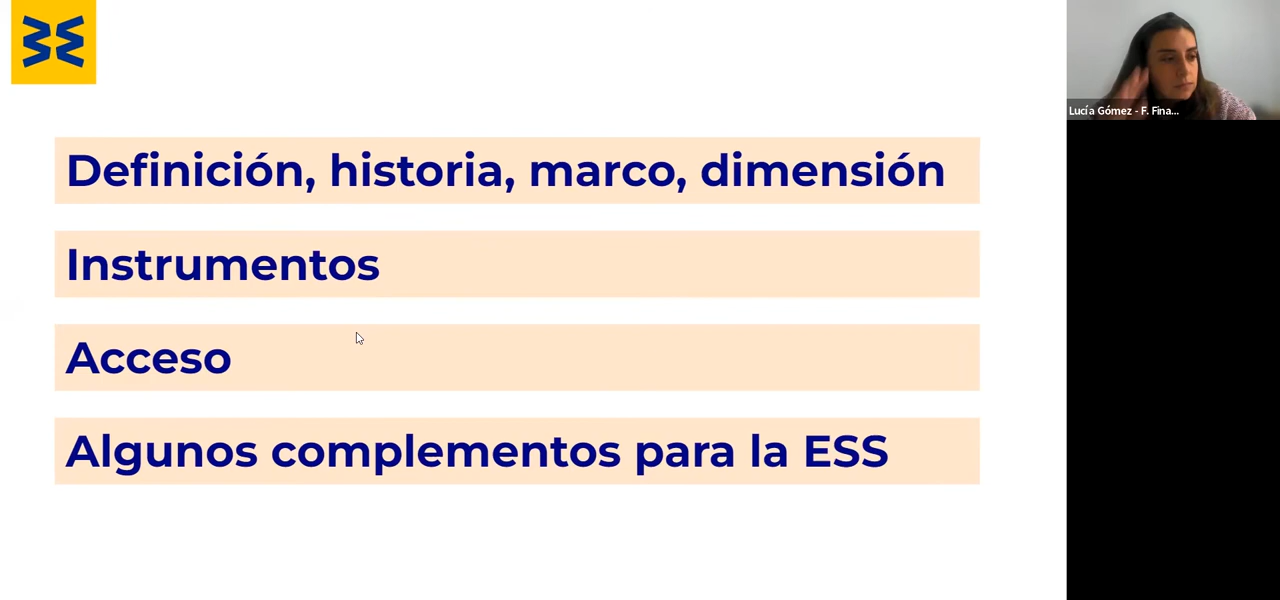 Definición, historia, marco, dimensión
Instrumentos
Acceso
Algunos complementos para la ESS
Lucía Gómez - F. Fina...